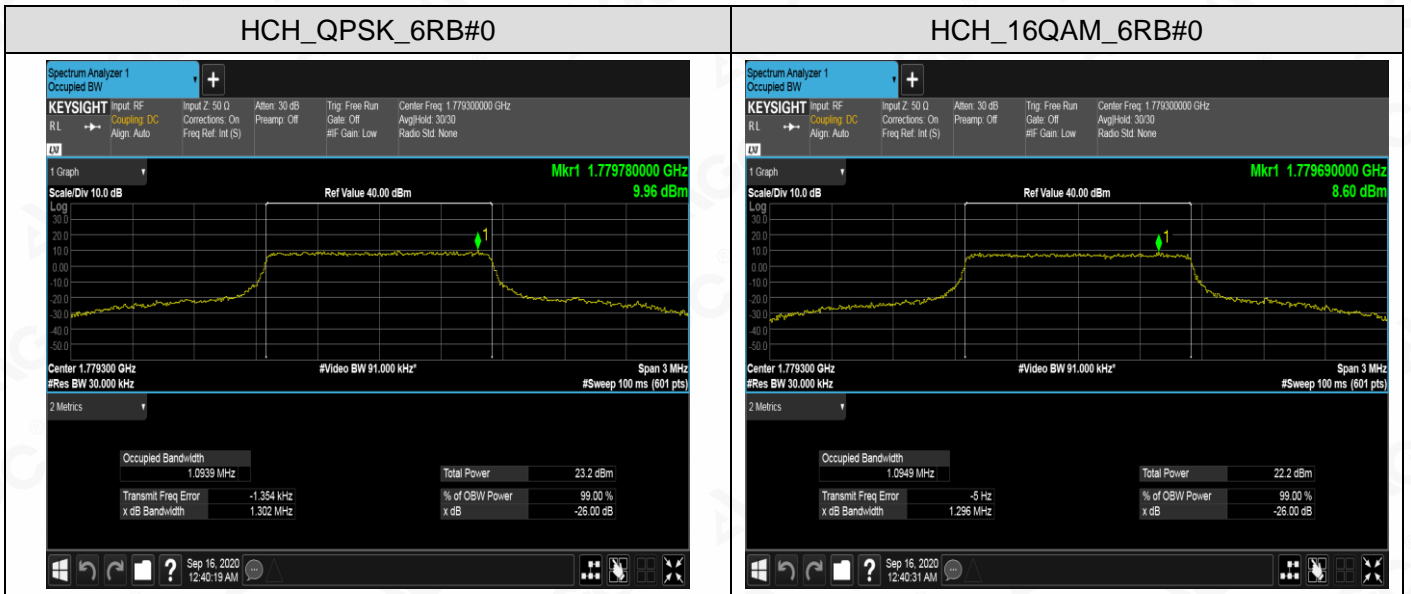 HCH_QPSK_6RB#0
Spectrum Analyzer 1
Occupied BW
+
KEYSIGHT
RL
LXI
Input: RF
Coupling: DC
Align: Auto
Input Z: 50 Ω
Corrections: On
Freq Ref: Int (S)
Atten: 30 dB
Preamp: Off
Trig: Free Run
Gate: Off
#IF Gain: Low
Center Freq: 1.779300000 GHz
Avg|Hold: 30/30
Radio Std: None
1 Graph
Mkr1 1.779780000 GHz
Scale/Div 10.0 dB
Ref Value 40.00 dBm
9.96 dBm
Log
30.0
20.0
10.0
0.00
-10.0
-20.0
-30.0
-40.0
-50.0
1
Center 1.779300 GHz
#Video BW 91.000 kHz*
Span 3 MHz
#Res BW 30.000 kHz
#Sweep 100 ms (601 pts)
2 Metrics
Occupied Bandwidth
1.0939 MHz
Total Power 23.2 dBm
Transmit Freq Error -1.354 kHz
% of OBW Power 99.00 %
x dB Bandwidth 1.302 MHz
x dB -26.00 dB
?
Sep 16, 2020
12:40:19 AM
HCH_16QAM_6RB#0
Spectrum Analyzer 1
Occupied BW
+
KEYSIGHT
RL
LXI
Input: RF
Coupling: DC
Align: Auto
Input Z: 50 Ω
Corrections: On
Freq Ref: Int (S)
Atten: 30 dB
Preamp: Off
Trig: Free Run
Gate: Off
#IF Gain: Low
Center Freq: 1.779300000 GHz
Avg|Hold: 30/30
Radio Std: None
1 Graph
Mkr1 1.779690000 GHz
Scale/Div 10.0 dB
Ref Value 40.00 dBm
8.60 dBm
Log
30.0
20.0
10.0
0.00
-10.0
-20.0
-30.0
-40.0
-50.0
1
Center 1.779300 GHz
#Video BW 91.000 kHz*
Span 3 MHz
#Res BW 30.000 kHz
#Sweep 100 ms (601 pts)
2 Metrics
Occupied Bandwidth
1.0949 MHz
Total Power 22.2 dBm
Transmit Freq Error -5 Hz
% of OBW Power 99.00 %
x dB Bandwidth 1.296 MHz
x dB -26.00 dB
?
Sep 16, 2020
12:40:31 AM